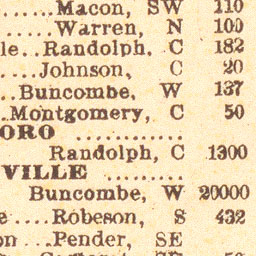 ......Macon, SW 110
......Warren, N 100
le..Randolph, C 182
....Johnson, C 20
..Buncombe, W 137
.Montgomery, C 50
ORO ............
Randolph, C 1300
VILLE .........
Buncombe, W 20000
e....Robeson, S 432
on ...Pender, SE